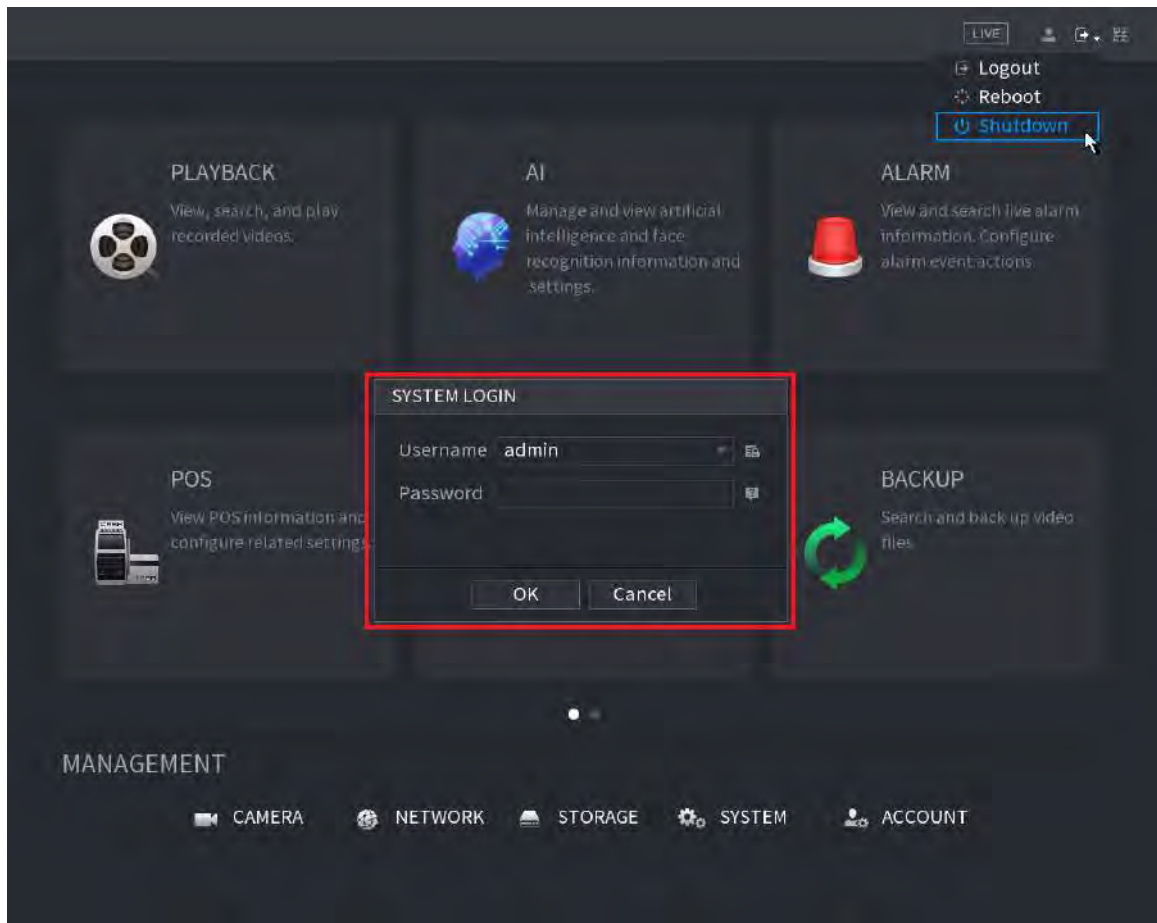 LIVE
Logout
Reboot
Shutdown
PLAYBACK
View, search, and play
recorded videos.
AI
Manage and view artificial
intelligence and face
recognition information and
settings.
ALARM
View and search live alarm
information. Configure
alarm event actions.
SYSTEM LOGIN
Username admin
Password
OK Cancel
POS
View POS information and
configure related settings.
BACKUP
Search and back up video
files.
MANAGEMENT
CAMERA NETWORK STORAGE SYSTEM ACCOUNT